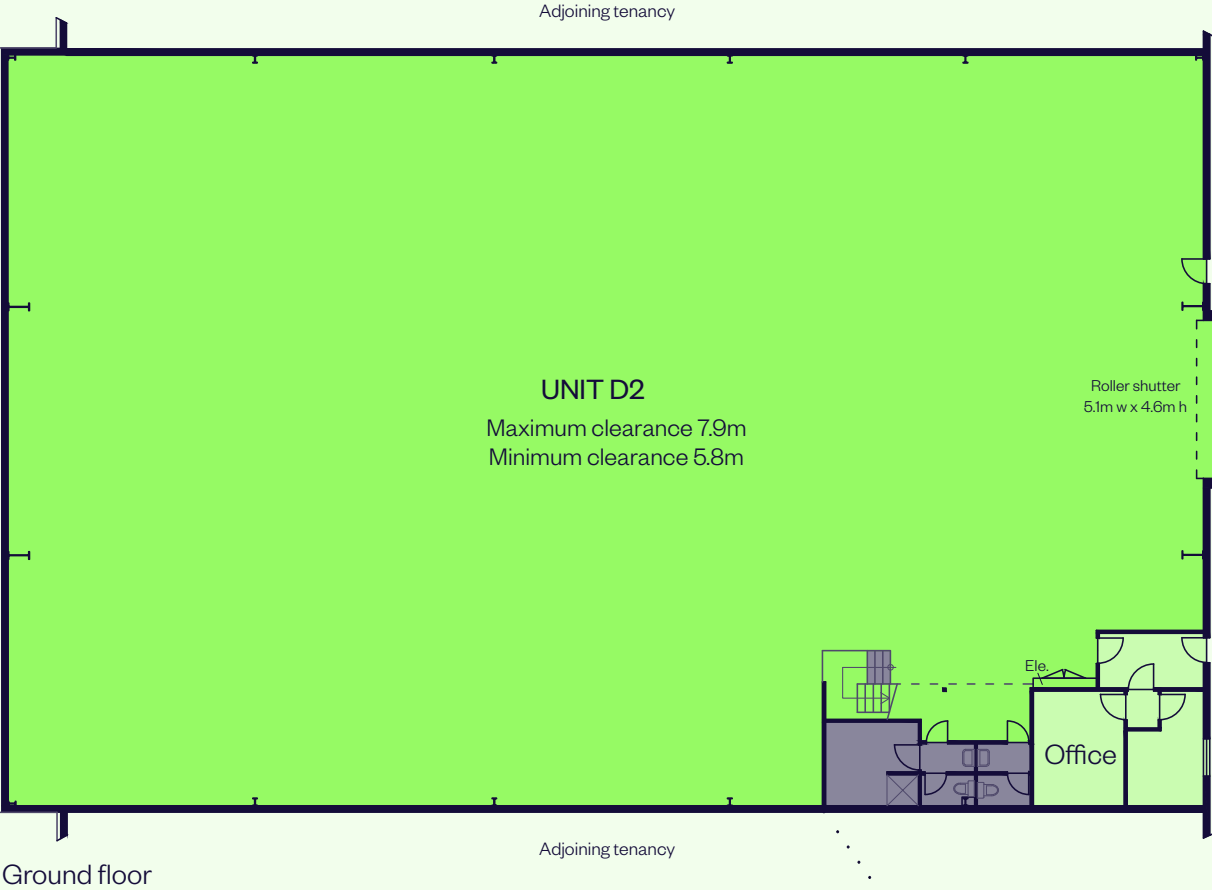 Adjoining tenancy
UNIT D2
Maximum clearance 7.9m
Minimum clearance 5.8m
Roller shutter
5.1m w x 4.6m h
Ele.
Office
Adjoining tenancy
Ground floor